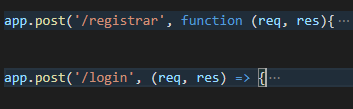 app.post('/registrar', function (req, res){ ⋯
app.post('/login', (req, res) => { ⋯